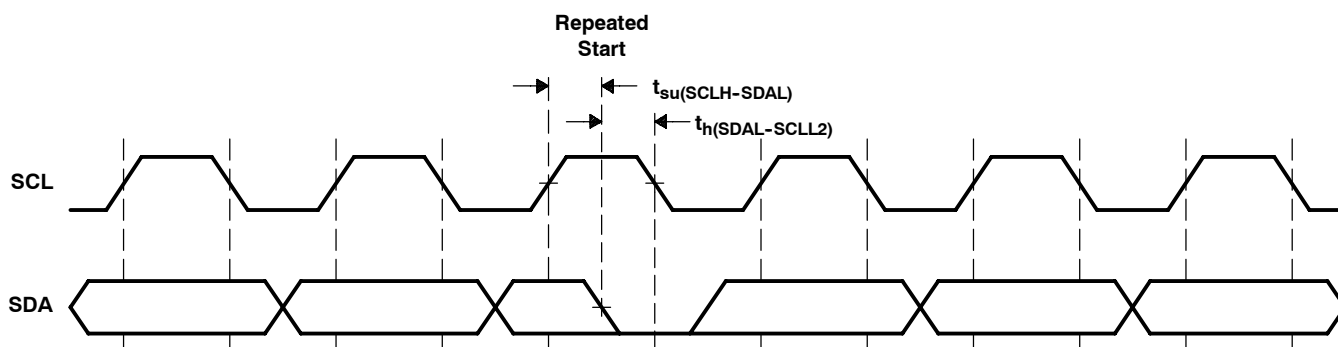 Repeated
Start
tsu(SCLH-SDAL)
th(SDAL-SCLL2)
SCL
SDA